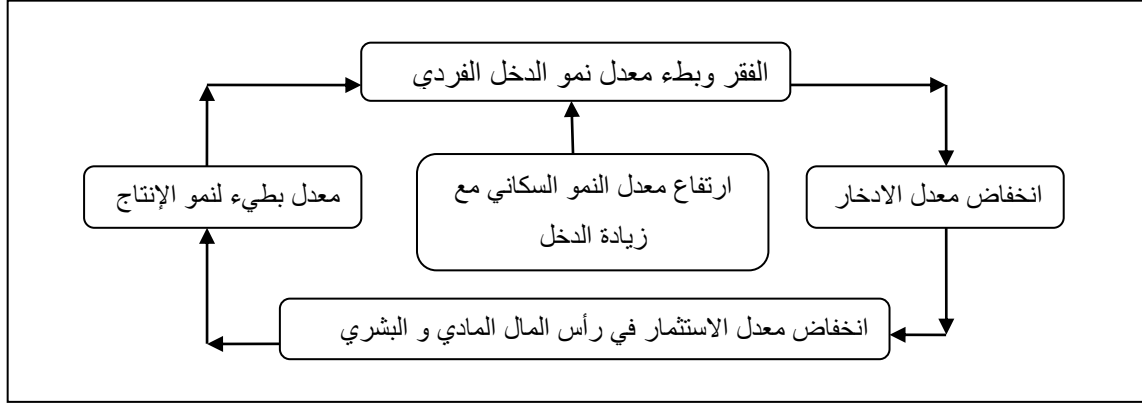 الفقر وبطء معدل نمو الدخل الفردي
ارتفاع معدل النمو السكاني مع
زيادة الدخل
انخفاض معدل الادخار
معدل بطيء لنمو الإنتاج
انخفاض معدل الاستثمار في رأس المال المادي و البشري